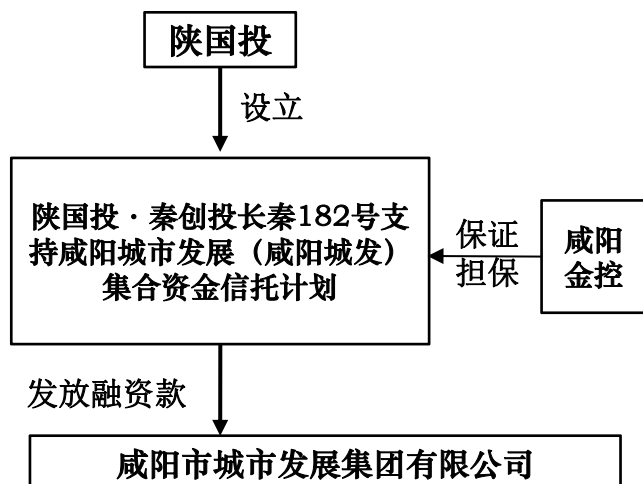 陕国投
设立
陕国投·秦创投长秦182号支
持咸阳城市发展（咸阳城发）
集合资金信托计划
保证
担保
咸阳
金控
发放融资款
咸阳市城市发展集团有限公司